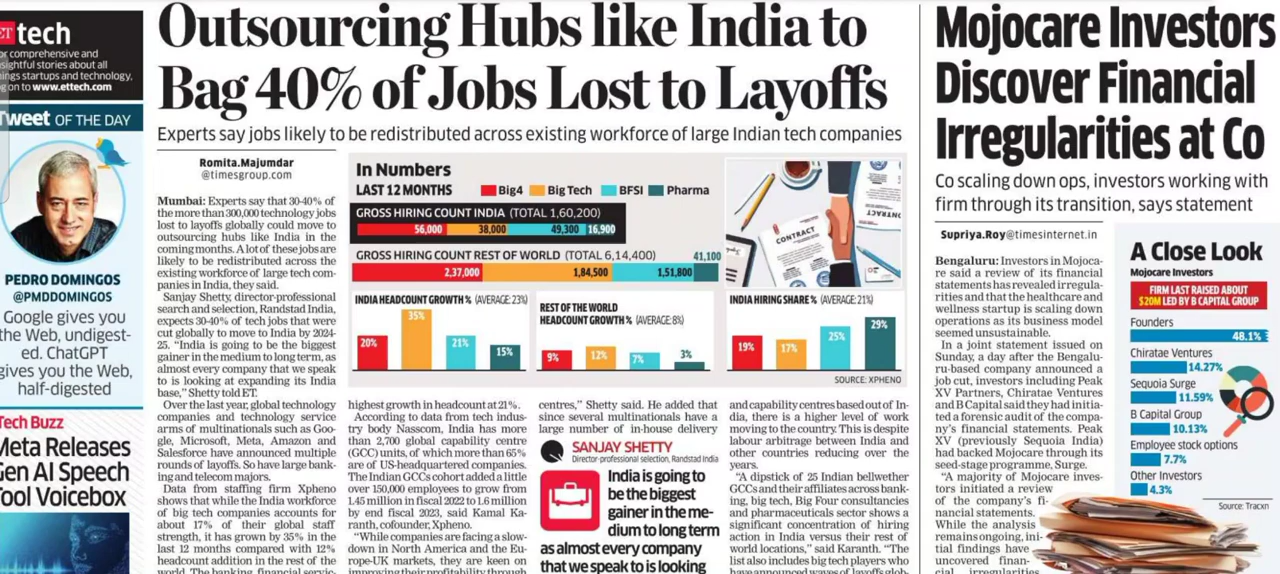 ET tech
or comprehensive and
sightful stories about all
ings startups and technology,
g on to www.ettech.com
Tweet OF THE DAY
PEDRO DOMINGOS
@PMDDOMINGOS
Google gives you
the Web, undigest-
ed. ChatGPT
gives you the Web,
half-digested
Tech Buzz
Meta Releases
Gen AI Speech
Tool Voicebox
Outsourcing Hubs like India to
Bag 40% of Jobs Lost to Layoffs
Experts say jobs likely to be redistributed across existing workforce of large Indian tech companies
Romita.Majumdar
@timesgroup.com
Mumbai: Experts say that 30-40% of
the more than 300,000 technology jobs
lost to layoffs globally could move to
outsourcing hubs like India in the
coming months. A lot of these jobs are
likely to be redistributed across the
existing workforce of large tech com-
panies in India, they said.
Sanjay Shetty, director-professional
search and selection, Randstad India,
expects 30-40% of tech jobs that were
cut globally to move to India by 2024-
25. "India is going to be the biggest
gainer in the medium to long term, as
almost every company that we speak
to is looking at expanding its India
base," Shetty told ET.
Over the last year, global technology
companies and technology service
arms of multinationals such as Goo-
gle, Microsoft, Meta, Amazon and
Salesforce have announced multiple
rounds of layoffs. So have large bank-
ing and telecom majors.
Data from staffing firm Xpheno
shows that while the India workforce
of big tech companies accounts for
about 17% of their global staff
strength, it has grown by 35% in the
last 12 months compared with 12%
headcount addition in the rest of the
world. The banking, financial servic-
In Numbers
LAST 12 MONTHS
Big4 Big Tech BFSI Pharma
GROSS HIRING COUNT INDIA (TOTAL 1,60,200)
56,000 38,000 49,300 16,900
GROSS HIRING COUNT REST OF WORLD (TOTAL 6,14,400) 41,100
2,37,000 1,84,500 1,51,800
INDIA HEADCOUNT GROWTH % (AVERAGE: 23%)
20% 35% 21% 15%
REST OF THE WORLD
HEADCOUNT GROWTH % (AVERAGE: 8%)
9% 12% 7% 3%
INDIA HIRING SHARE % (AVERAGE: 21%)
19% 17% 25% 29%
SOURCE: XPHENO
CONTRACT
CONTRACT
highest growth in headcount at 21%.
According to data from tech indus-
try body Nasscom, India has more
than 2,700 global capability centre
(GCC) units, of which more than 65%
are of US-headquartered companies.
The Indian GCCs cohort added a little
over 150,000 employees to grow from
1.45 million in fiscal 2022 to 1.6 million
by end fiscal 2023, said Kamal Ka-
ranth, cofounder, Xpheno.
"While companies are facing a slow-
down in North America and the Eu-
rope-UK markets, they are keen on
improving their profitability through
centres," Shetty said. He added that
since several multinationals have a
large number of in-house delivery
SANJAY SHETTY
Director-professional selection, Randstad India
India is going to
be the biggest
gainer in the me-
dium to long term
as almost every company
that we speak to is looking
and capability centres based out of In-
dia, there is a higher level of work
moving to the country. This is despite
labour arbitrage between India and
other countries reducing over the
years.
"A dipstick of 25 Indian bellwether
GCCs and their affiliates across bank-
ing, big tech, Big Four consultancies
and pharmaceuticals sector shows a
significant concentration of hiring
action in India versus their rest of
world locations," said Karanth. "The
list also includes big tech players who
have announced waves of layoffs glob-
Mojocare Investors
Discover Financial
Irregularities at Co
Co scaling down ops, investors working with
firm through its transition, says statement
Supriya.Roy@timesinternet.in
Bengaluru: Investors in Mojoca-
re said a review of its financial
statements has revealed irregula-
rities and that the healthcare and
wellness startup is scaling down
operations as its business model
seemed unsustainable.
In a joint statement issued on
Sunday, a day after the Bengalu-
ru-based company announced a
job cut, investors including Peak
XV Partners, Chiratae Ventures
and B Capital said they had initia-
ted a forensic audit of the compa-
ny's financial statements. Peak
XV (previously Sequoia India)
had backed Mojocare through its
seed-stage programme, Surge.
"A majority of Mojocare inves-
tors initiated a review
of the company's fi-
nancial statements.
While the analysis
remains ongoing, ini-
tial findings have
uncovered finan-
cial irregularities
A Close Look
Mojocare Investors
FIRM LAST RAISED ABOUT
$20M LED BY B CAPITAL GROUP
Founders
48.1%
Chiratae Ventures
14.27%
Sequoia Surge
11.59%
B Capital Group
10.13%
Employee stock options
7.7%
Other Investors
4.3%
Source: Tracxn